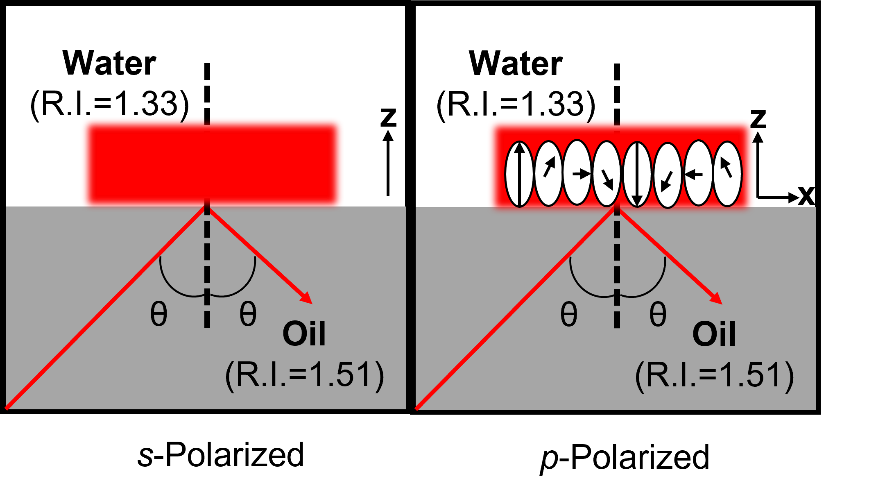 Water
(R.I.=1.33)
z
θ
θ
Oil
(R.I.=1.51)
s-Polarized
Water
(R.I.=1.33)
z
x
θ
θ
Oil
(R.I.=1.51)
p-Polarized